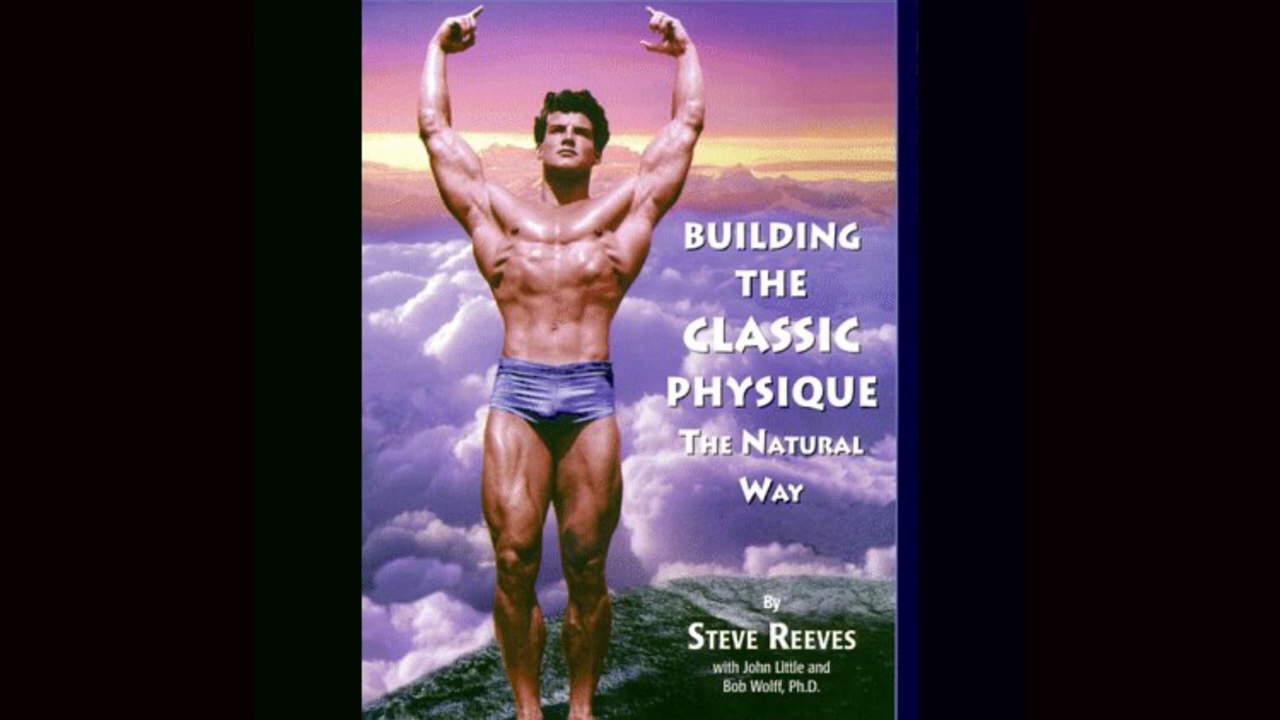 BUILDING
THE
CLASSIC
PHYSIQUE
THE NATURAL
WAY
By
STEVE REEVES
with John Little and
Bob Wolff, Ph.D.